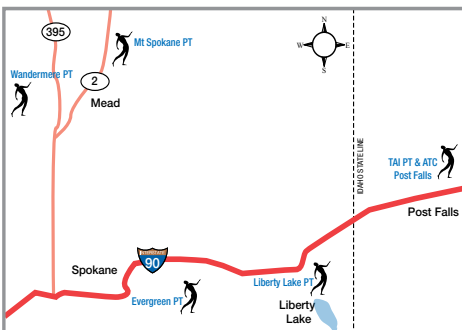 395
Mt Spokane PT
N
W
E
S
Wandermere PT
2
Mead
IDAHO STATE LINE
TAI PT & ATC
Post Falls
Post Falls
INTERSTATE
90
Spokane
Evergreen PT
Liberty Lake PT
Liberty
Lake